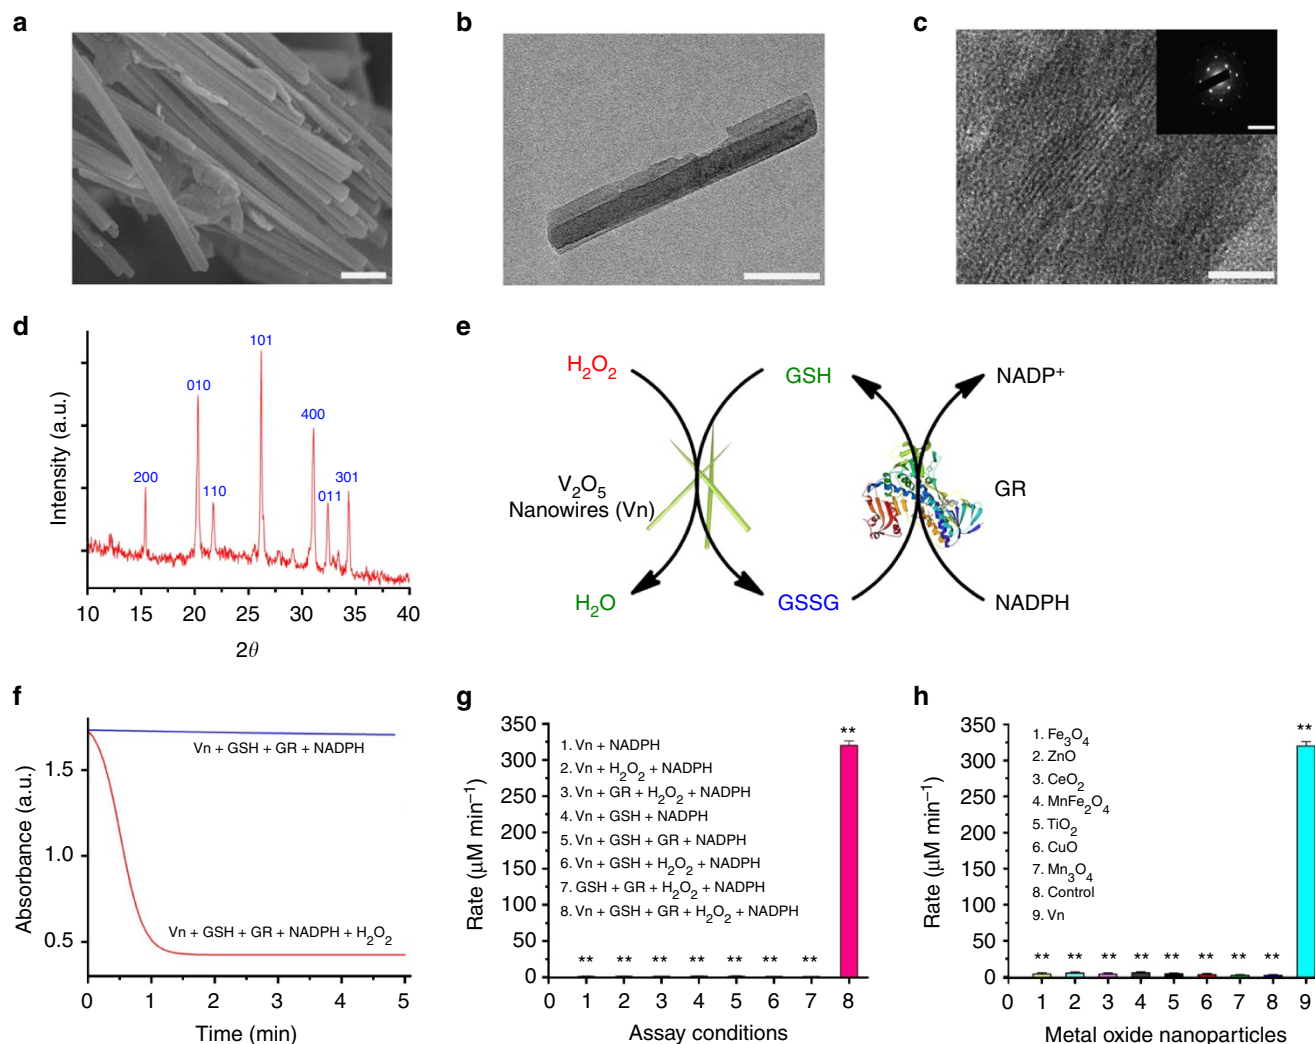 a
b
c
d
Intensity (a.u.)
200
010
110
101
400
011
301
10 15 20 25 30 35 40
2θ
e
H₂O₂
GSH
NADP⁺
V₂O₅
Nanowires (Vn)
GR
H₂O
GSSG
NADPH
f
Absorbance (a.u.)
1.5
1.0
0.5
Vn + GSH + GR + NADPH
Vn + GSH + GR + NADPH + H₂O₂
0 1 2 3 4 5
Time (min)
g
Rate (μM min⁻¹)
350
300
250
200
150
100
50
0
1. Vn + NADPH
2. Vn + H₂O₂ + NADPH
3. Vn + GR + H₂O₂ + NADPH
4. Vn + GSH + NADPH
5. Vn + GSH + GR + NADPH
6. Vn + GSH + H₂O₂ + NADPH
7. GSH + GR + H₂O₂ + NADPH
8. Vn + GSH + GR + H₂O₂ + NADPH
** ** ** ** ** ** ** **
0 1 2 3 4 5 6 7 8
Assay conditions
h
Rate (μM min⁻¹)
350
300
250
200
150
100
50
0
1. Fe₃O₄
2. ZnO
3. CeO₂
4. MnFe₂O₄
5. TiO₂
6. CuO
7. Mn₃O₄
8. Control
9. Vn
** ** ** ** ** ** ** ** **
0 1 2 3 4 5 6 7 8 9
Metal oxide nanoparticles